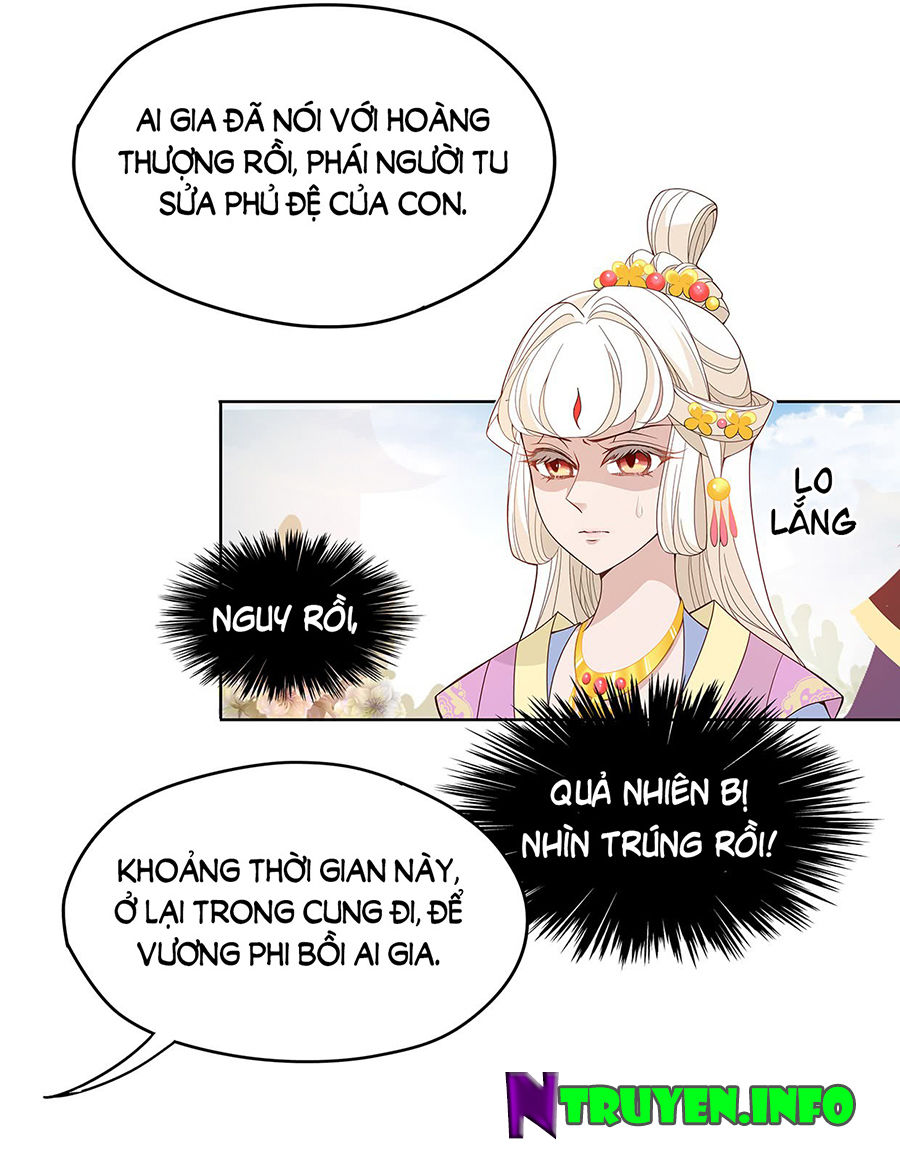 AI GIA ĐÃ NÓI VỚI HOÀNG
THƯỢNG RỒI, PHÁI NGƯỜI TU
SỬA PHỦ ĐỆ CỦA CON.
LO
LẮNG
NGUY RỒI,
QUẢ NHIÊN BỊ
NHÌN TRÚNG RỒI!
KHOẢNG THỜI GIAN NÀY,
Ở LẠI TRONG CUNG ĐI, ĐỂ
VƯƠNG PHI BỒI AI GIA.
NTRUYEN.INFO